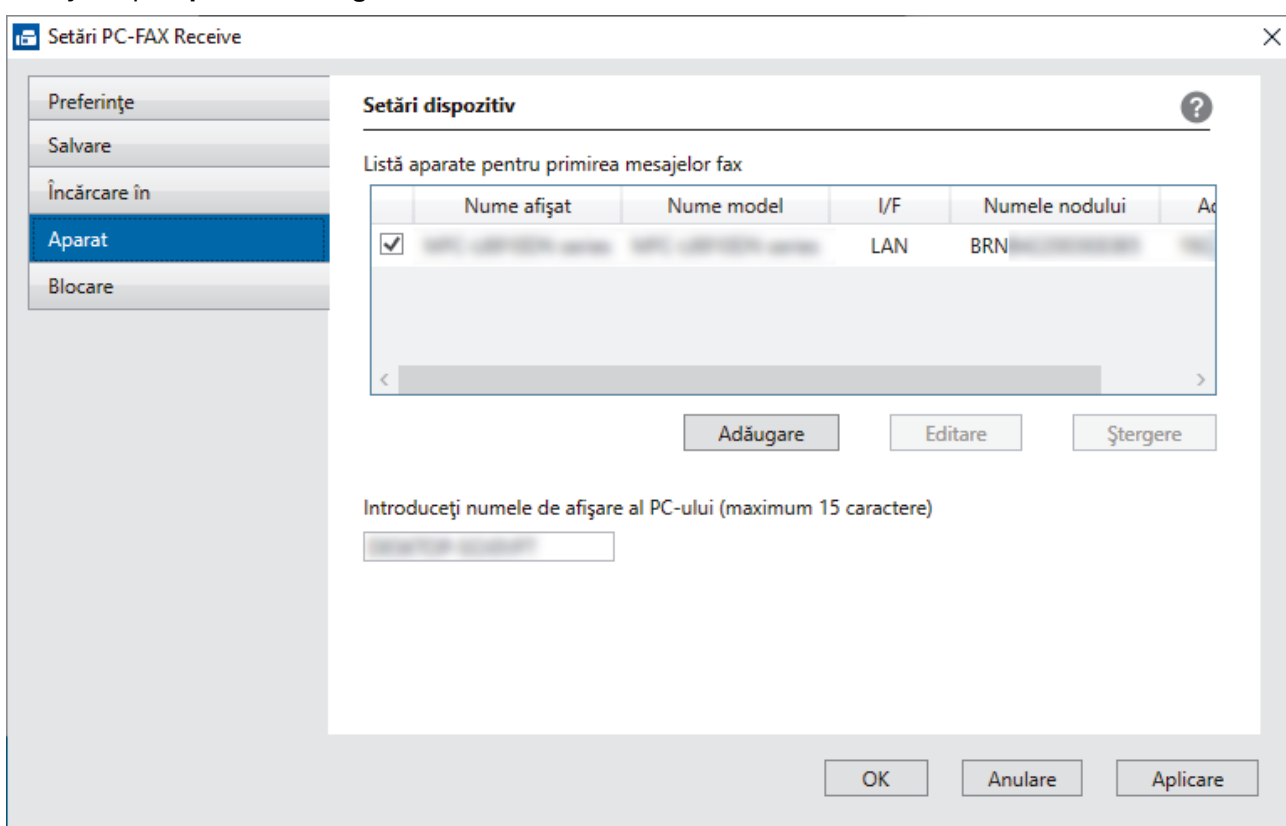 Setări PC-FAX Receive
Preferinţe
Salvare
Încărcare în
Aparat
Blocare
Setări dispozitiv
?
Listă aparate pentru primirea mesajelor fax
Nume afişat Nume model I/F Numele nodului
LAN BRN
Adăugare Editare Ştergere
Introduceţi numele de afişare al PC-ului (maximum 15 caractere)
OK Anulare Aplicare